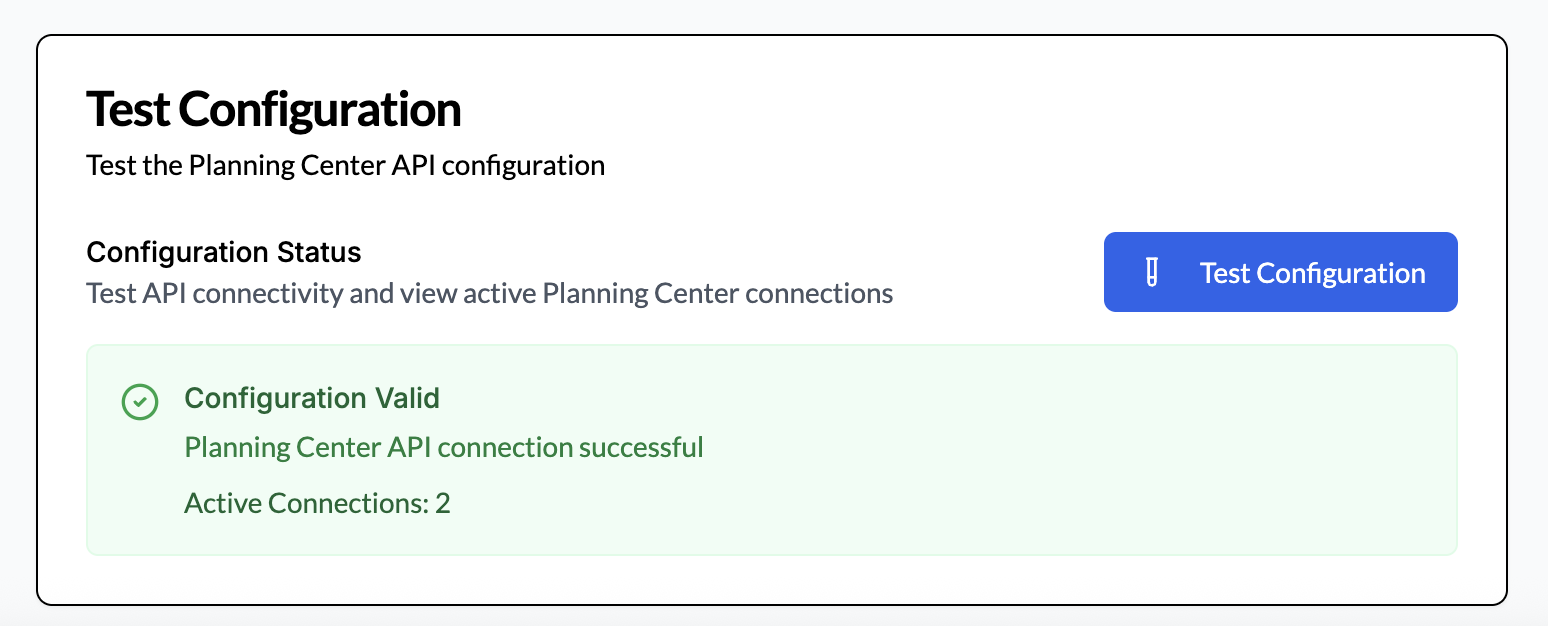 Test Configuration
Test the Planning Center API configuration
Configuration Status
Test API connectivity and view active Planning Center connections
Test Configuration
Configuration Valid
Planning Center API connection successful
Active Connections: 2